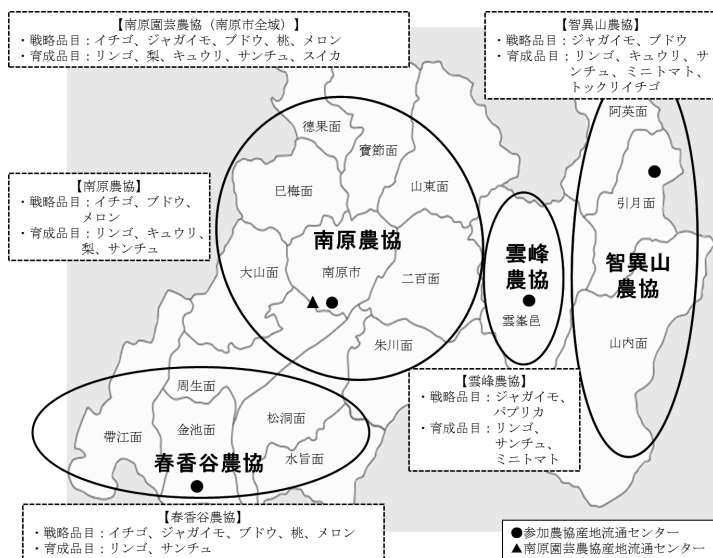 【南原園芸農協（南原市全域）】
・戦略品目：イチゴ、ジャガイモ、ブドウ、桃、メロン
・育成品目：リンゴ、梨、キュウリ、サンチュ、スイカ
【智異山農協】
・戦略品目：ジャガイモ、ブドウ
・育成品目：リンゴ、キュウリ、サ
ンチュ、ミニトマト、
トックリイチゴ
徳果面
寶節面
阿英面
【南原農協】
・戦略品目：イチゴ、ブドウ、
メロン
・育成品目：リンゴ、キュウリ、
梨、サンチュ
巳梅面
山東面
引月面
南原農協
雲峰
農協
智異山
農協
大山面
南原市
二百面
雲峯邑
朱川面
山内面
【雲峰農協】
・戦略品目：ジャガイモ、
パプリカ
・育成品目：リンゴ、
サンチュ、
ミニトマト
周生面
帶江面
金池面
松洞面
水旨面
春香谷農協
【春香谷農協】
・戦略品目：イチゴ、ジャガイモ、ブドウ、桃、メロン
・育成品目：リンゴ、サンチュ
●参加農協産地流通センター
▲南原園芸農協産地流通センター